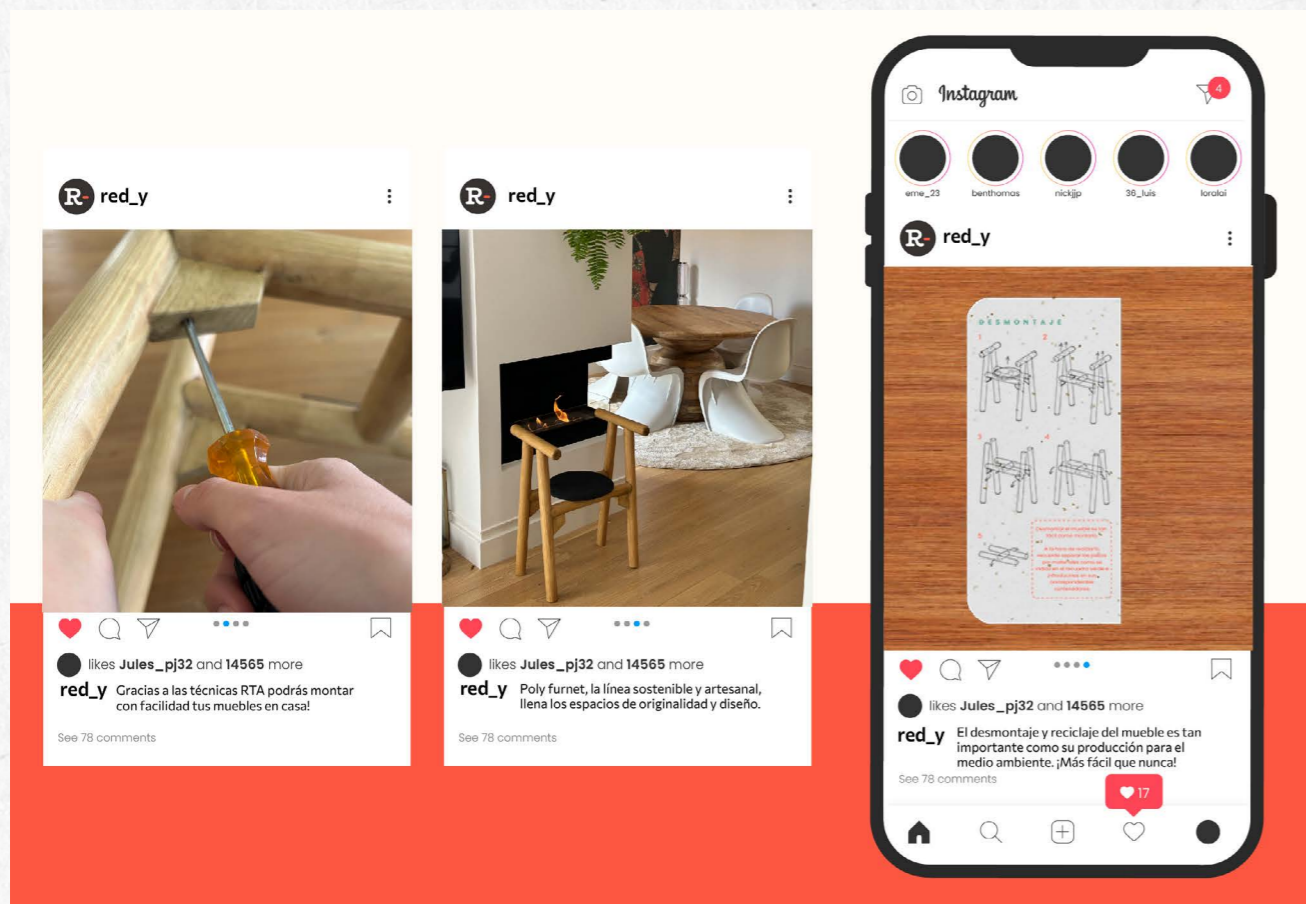 R- red_y
likes Jules_pj32 and 14565 more
red_y Gracias a las técnicas RTA podrás montar
con facilidad tus muebles en casa!
See 78 comments
R- red_y
likes Jules_pj32 and 14565 more
red_y Poly furnet, la línea sostenible y artesanal,
llena los espacios de originalidad y diseño.
See 78 comments
Instagram
4
erne_23 benthomas nickjjp 36_luis loralai
R- red_y
DESMONTAJE
1 2
3 4
5
likes Jules_pj32 and 14565 more
red_y El desmontaje y reciclaje del mueble es tan
importante como su producción para el
medio ambiente. ¡Más fácil que nunca!
See 78 comments
17